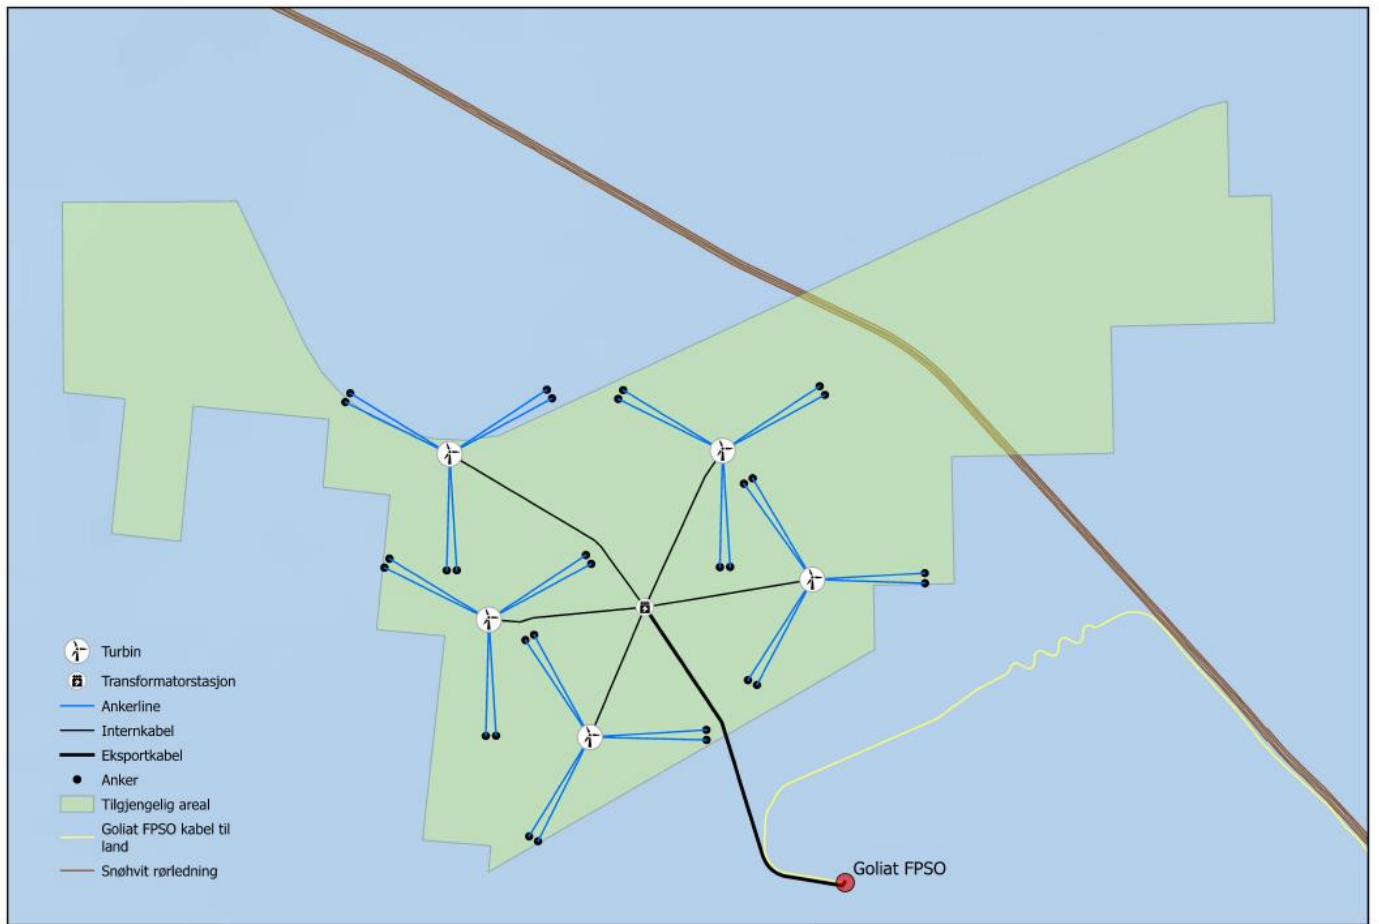 Turbin
Transformatorstasjon
Ankerline
Internkabel
Eksportkabel
Anker
Tilgjengelig areal
Goliat FPSO kabel til
land
Snøhvit rørledning
Goliat FPSO